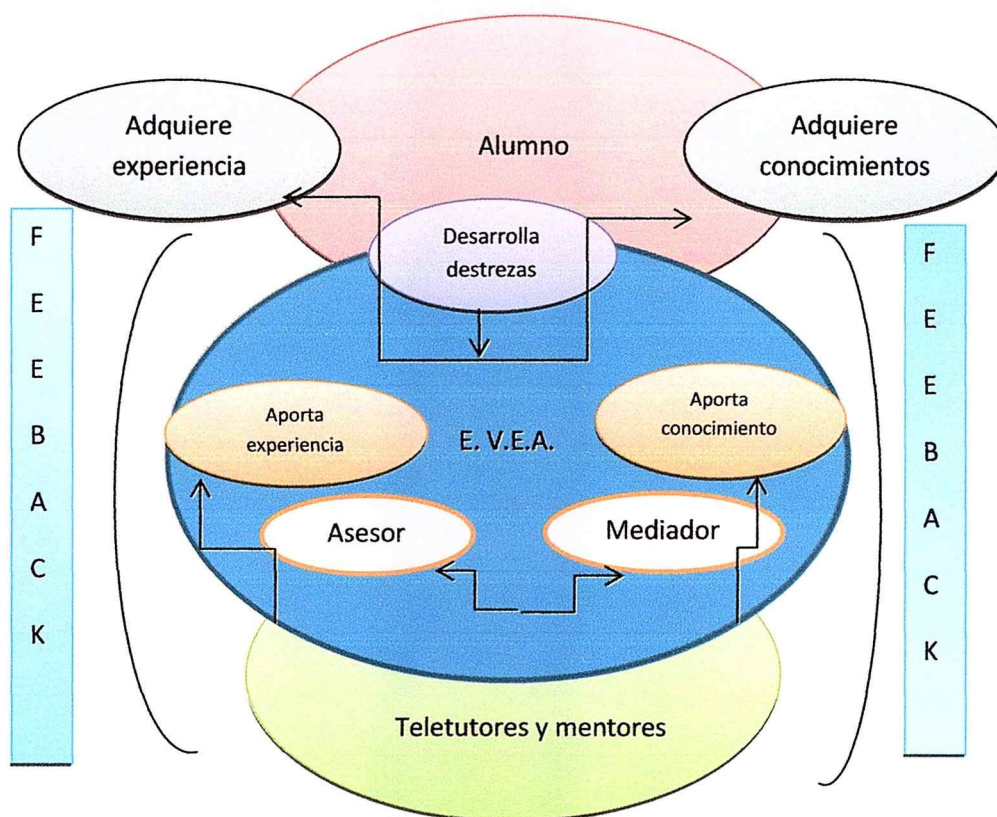 Adquiere
experiencia
Alumno
Adquiere
conocimientos
Desarrolla
destrezas
F
E
E
B
A
C
K
F
E
E
B
A
C
K
Aporta
experiencia
E. V.E.A.
Aporta
conocimiento
Asesor
Mediador
Teletutores y mentores